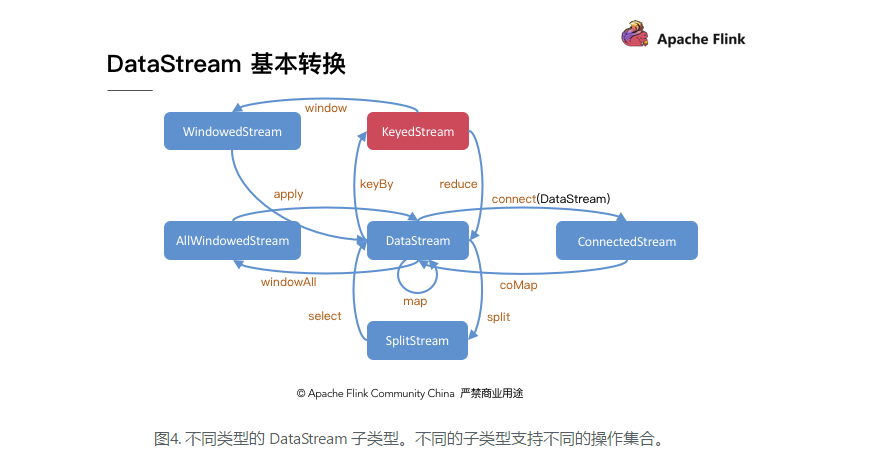 Apache Flink
DataStream 基本转换
window
WindowedStream
KeyedStream
apply
keyBy
reduce
connect(DataStream)
AllWindowedStream
DataStream
ConnectedStream
windowAll
coMap
map
select
split
SplitStream
© Apache Flink Community China 严禁商业用途
图4. 不同类型的 DataStream 子类型。不同的子类型支持不同的操作集合。